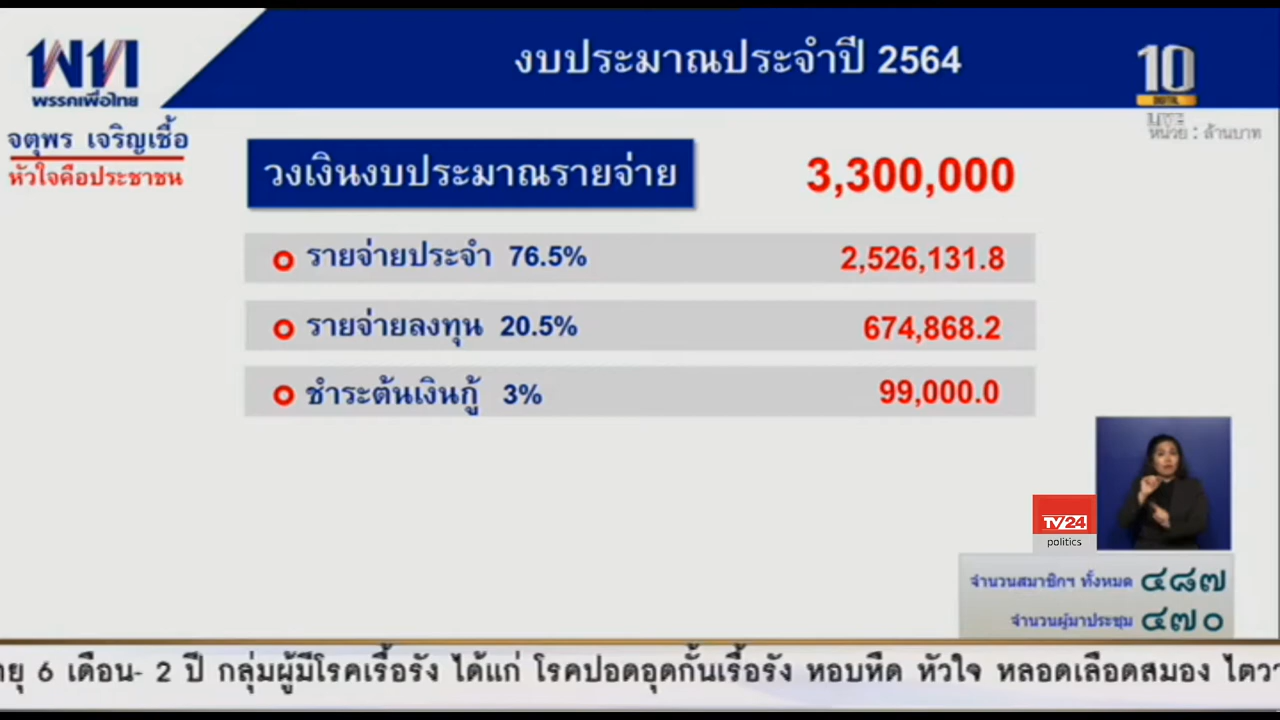 พท
พรรคเพื่อไทย
งบประมาณประจำปี 2564
10
DIGITAL
จตุพร เจริญเชื้อ
หัวใจคือประชาชน
หน่วย : ล้านบาท
วงเงินงบประมาณรายจ่าย 3,300,000
รายจ่ายประจำ 76.5% 2,526,131.8
รายจ่ายลงทุน 20.5% 674,868.2
ชำระต้นเงินกู้ 3% 99,000.0
TV24
politics
จำนวนสมาชิกฯ ทั้งหมด ๔๘๗
จำนวนผู้มาประชุม ๔๗๐
ายุ 6 เดือน- 2 ปี กลุ่มผู้มีโรคเรื้อรัง ได้แก่ โรคปอดอุดกั้นเรื้อรัง หอบหืด หัวใจ หลอดเลือดสมอง ไตวา